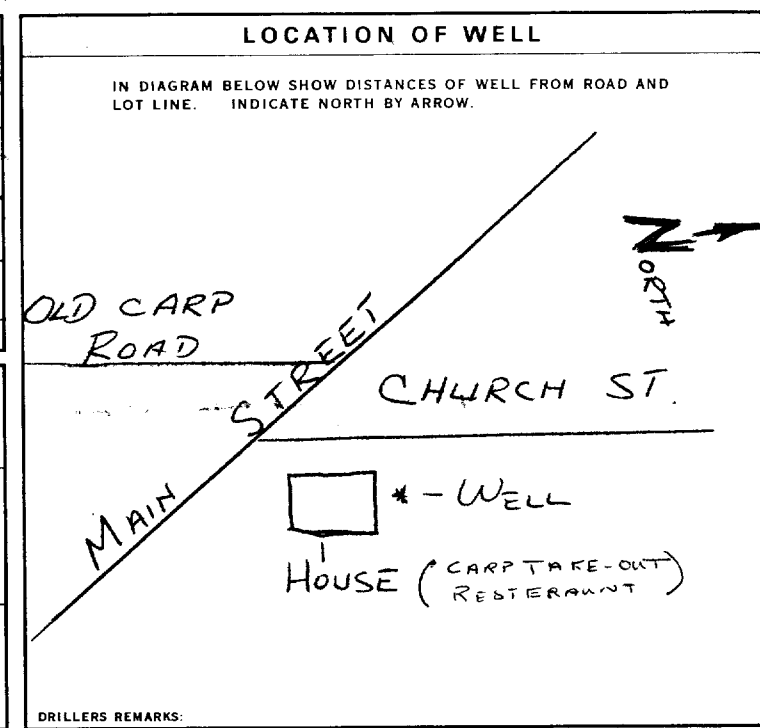 LOCATION OF WELL
IN DIAGRAM BELOW SHOW DISTANCES OF WELL FROM ROAD AND
LOT LINE. INDICATE NORTH BY ARROW.
NORTH
OLD CARP
ROAD
MAIN STREET
CHURCH ST.
* - WELL
HOUSE (CARP TAKE-OUT
RESTERAUNT)
DRILLERS REMARKS: